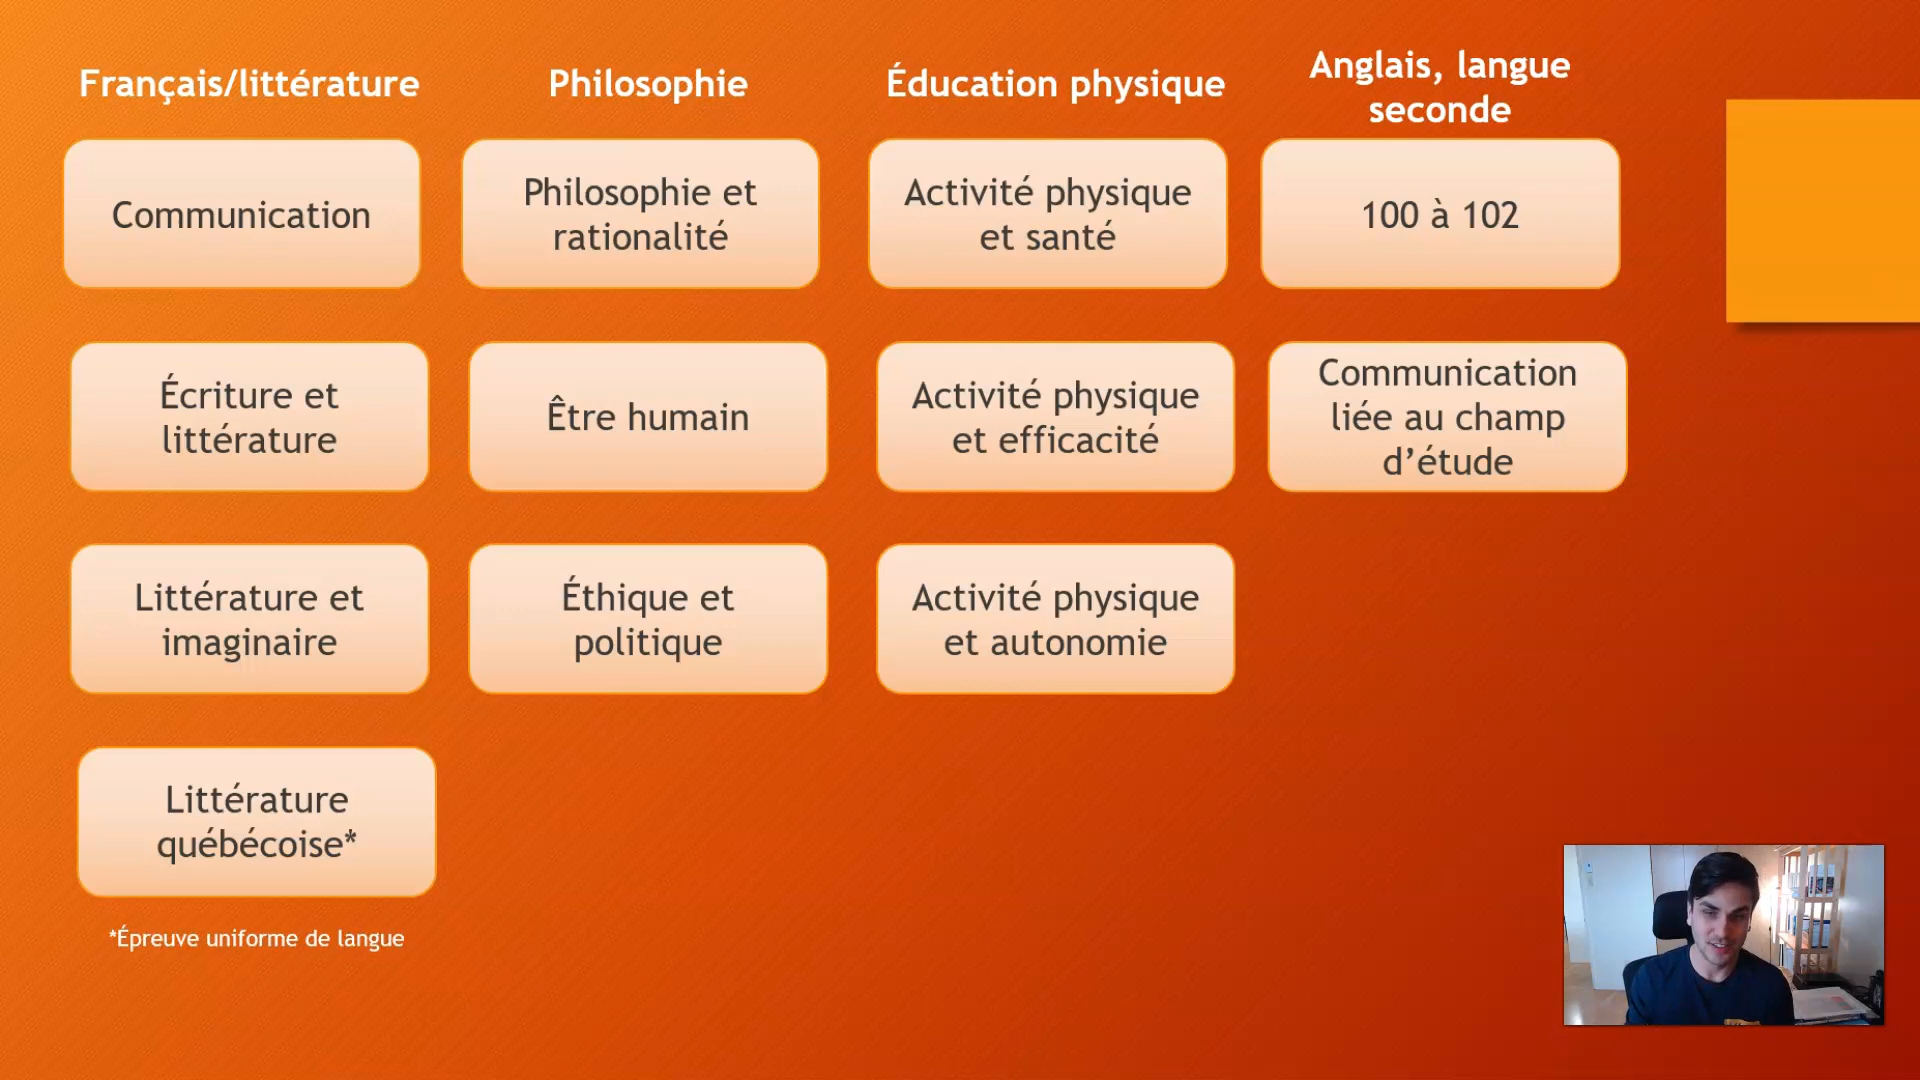 Français/littérature
Philosophie
Éducation physique
Anglais, langue
seconde
Communication
Philosophie et
rationalité
Activité physique
et santé
100 à 102
Écriture et
littérature
Être humain
Activité physique
et efficacité
Communication
liée au champ
d’étude
Littérature et
imaginaire
Éthique et
politique
Activité physique
et autonomie
Littérature
québécoise*
*Épreuve uniforme de langue